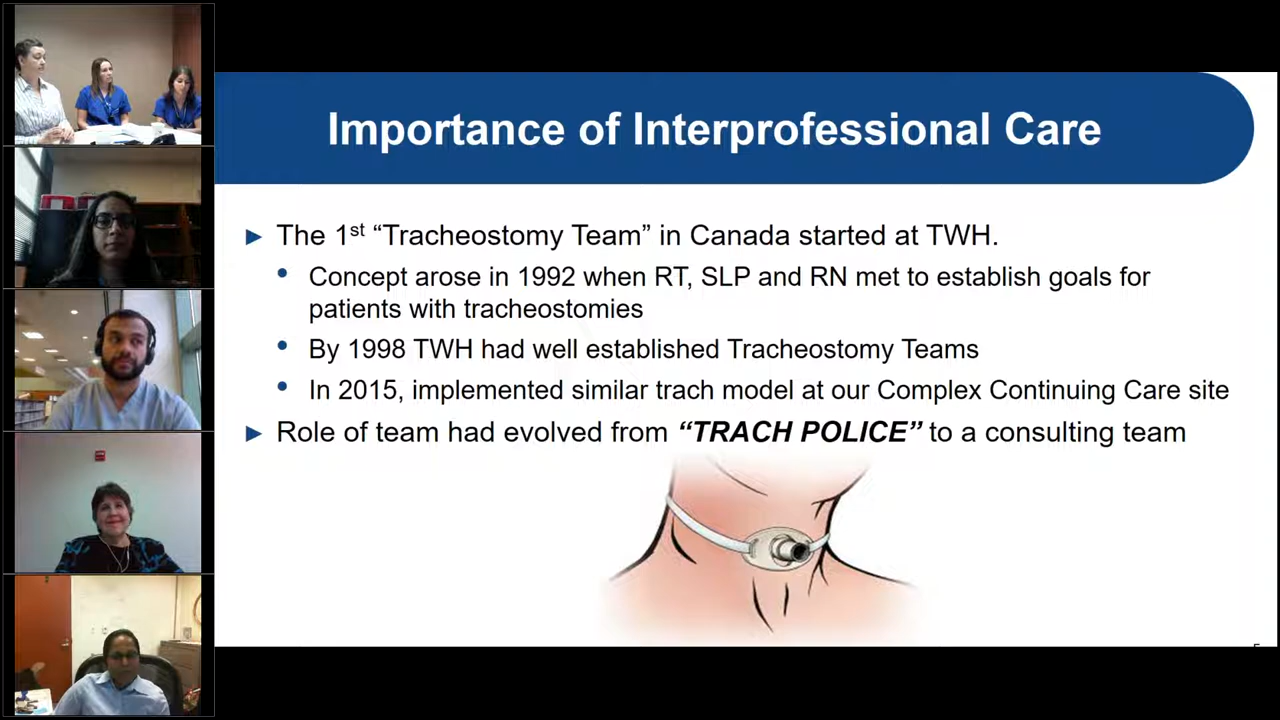 Importance of Interprofessional Care
► The 1st “Tracheostomy Team” in Canada started at TWH.
• Concept arose in 1992 when RT, SLP and RN met to establish goals for
patients with tracheostomies
• By 1998 TWH had well established Tracheostomy Teams
• In 2015, implemented similar trach model at our Complex Continuing Care site
► Role of team had evolved from “TRACH POLICE” to a consulting team